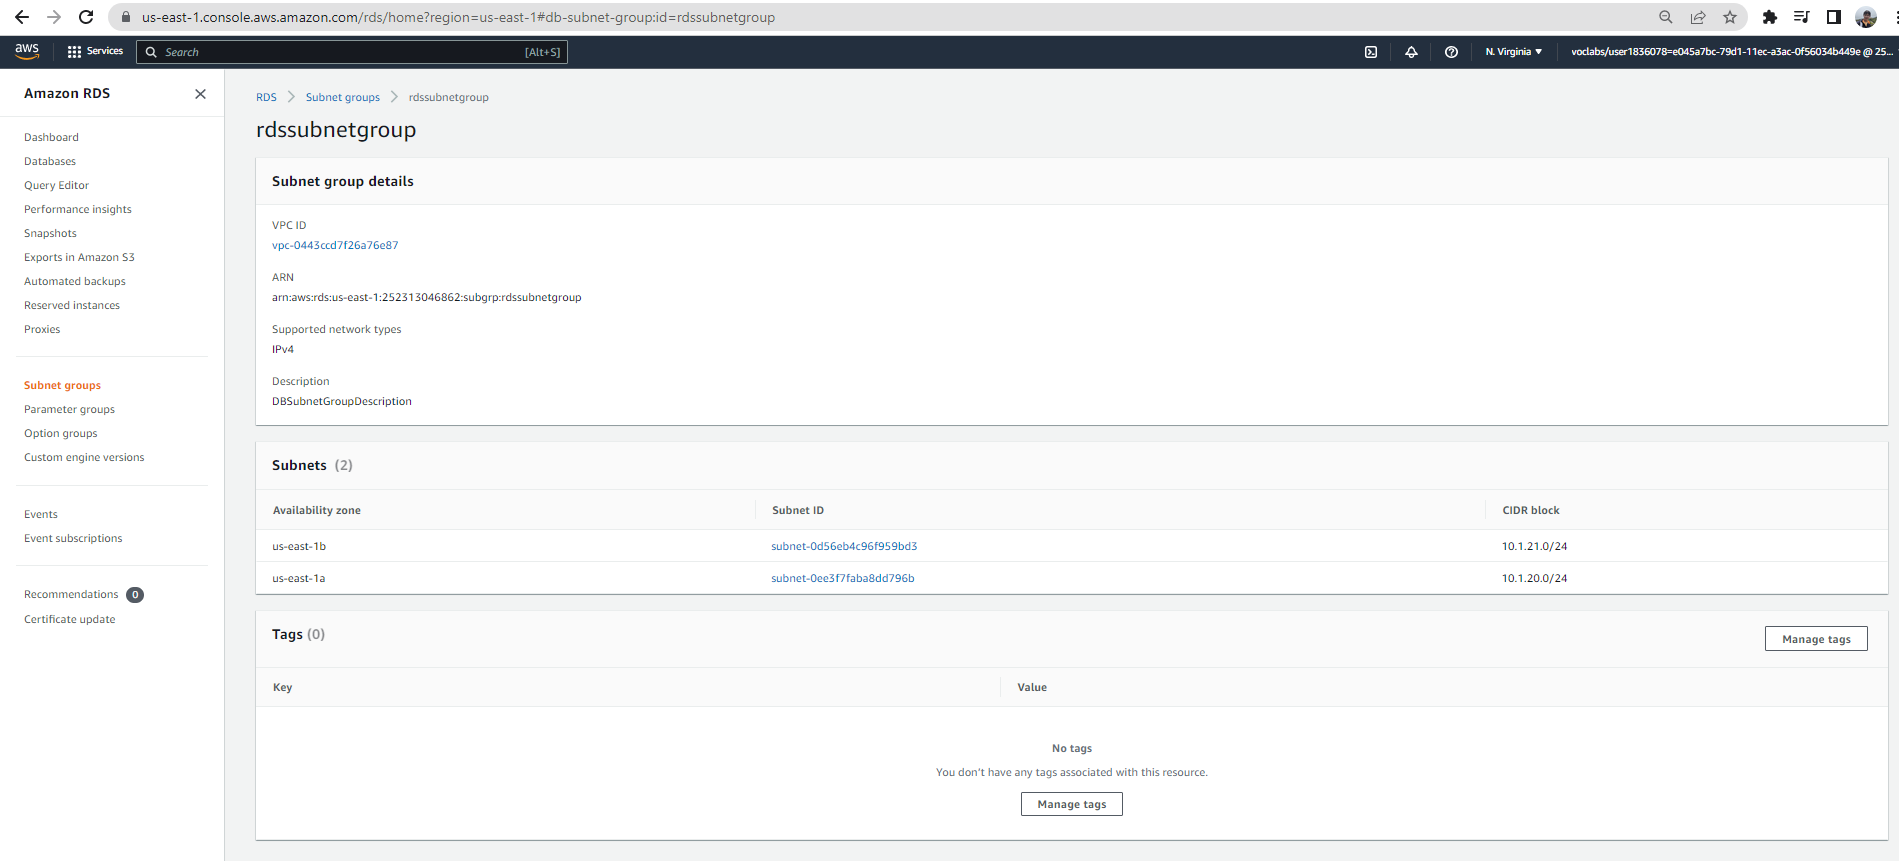 us-east-1.console.aws.amazon.com/rds/home?region=us-east-1#db-subnet-group:id=rdssubnetgroup
aws Services Search [Alt+S] N. Virginia ▼ voclabs/user1836078=e045a7bc-79d1-11ec-a3ac-0f56034b449e @ 25...
Amazon RDS
Dashboard
Databases
Query Editor
Performance insights
Snapshots
Exports in Amazon S3
Automated backups
Reserved instances
Proxies
Subnet groups
Parameter groups
Option groups
Custom engine versions
Events
Event subscriptions
Recommendations 0
Certificate update
RDS > Subnet groups > rdssubnetgroup
rdssubnetgroup
Subnet group details
VPC ID
vpc-0443ccd7f26a76e87
ARN
arn:aws:rds:us-east-1:252313046862:subgrp:rdssubnetgroup
Supported network types
IPv4
Description
DBSubnetGroupDescription
Subnets (2)
Availability zone Subnet ID CIDR block
us-east-1b subnet-0d56eb4c96f959bd3 10.1.21.0/24
us-east-1a subnet-0ee3f7faba8dd796b 10.1.20.0/24
Tags (0) Manage tags
Key Value
No tags
You don't have any tags associated with this resource.
Manage tags